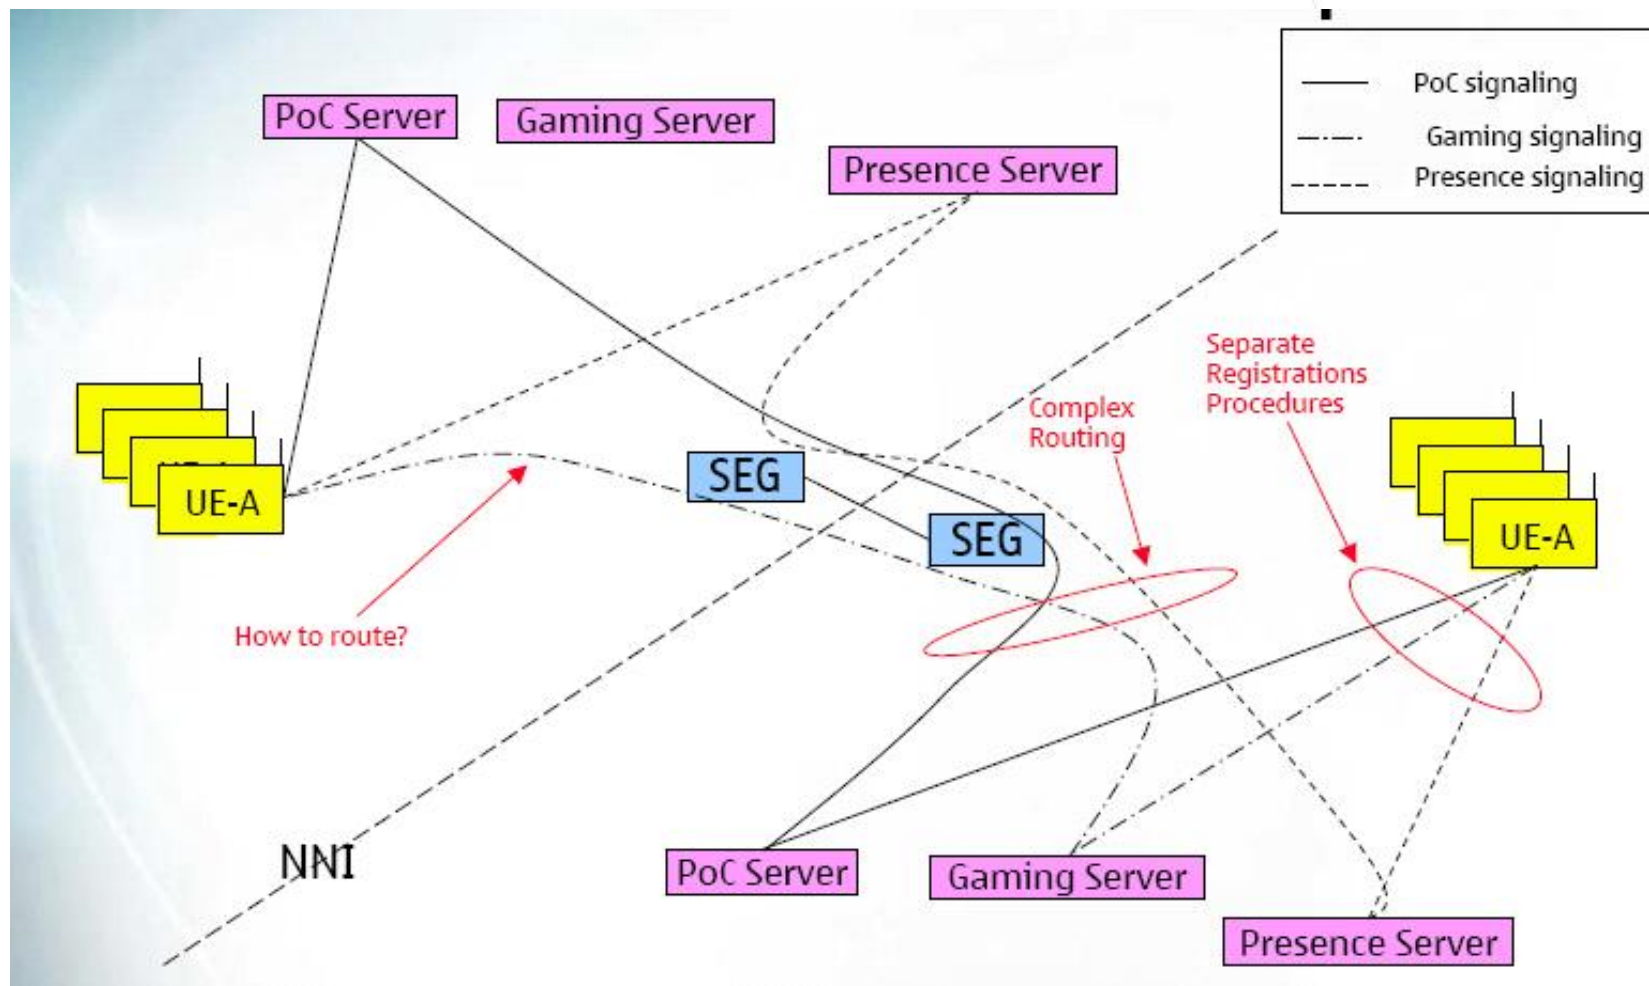 PoC signaling
Gaming signaling
Presence signaling
PoC Server
Gaming Server
Presence Server
Separate
Registrations
Procedures
Complex
Routing
SEG
SEG
UE-A
UE-A
How to route?
NNI
PoC Server
Gaming Server
Presence Server